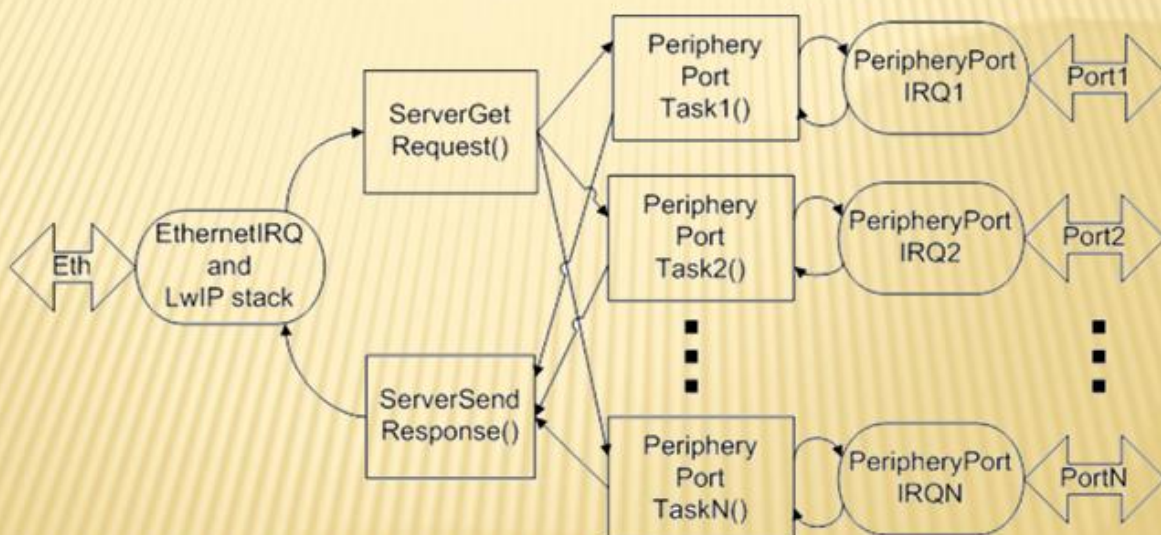 Eth
EthernetIRQ
and
LwIP stack
ServerGet
Request()
ServerSend
Response()
Periphery
Port
Task1()
PeripheryPort
IRQ1
Port1
Periphery
Port
Task2()
PeripheryPort
IRQ2
Port2
Periphery
Port
TaskN()
PeripheryPort
IRQN
PortN